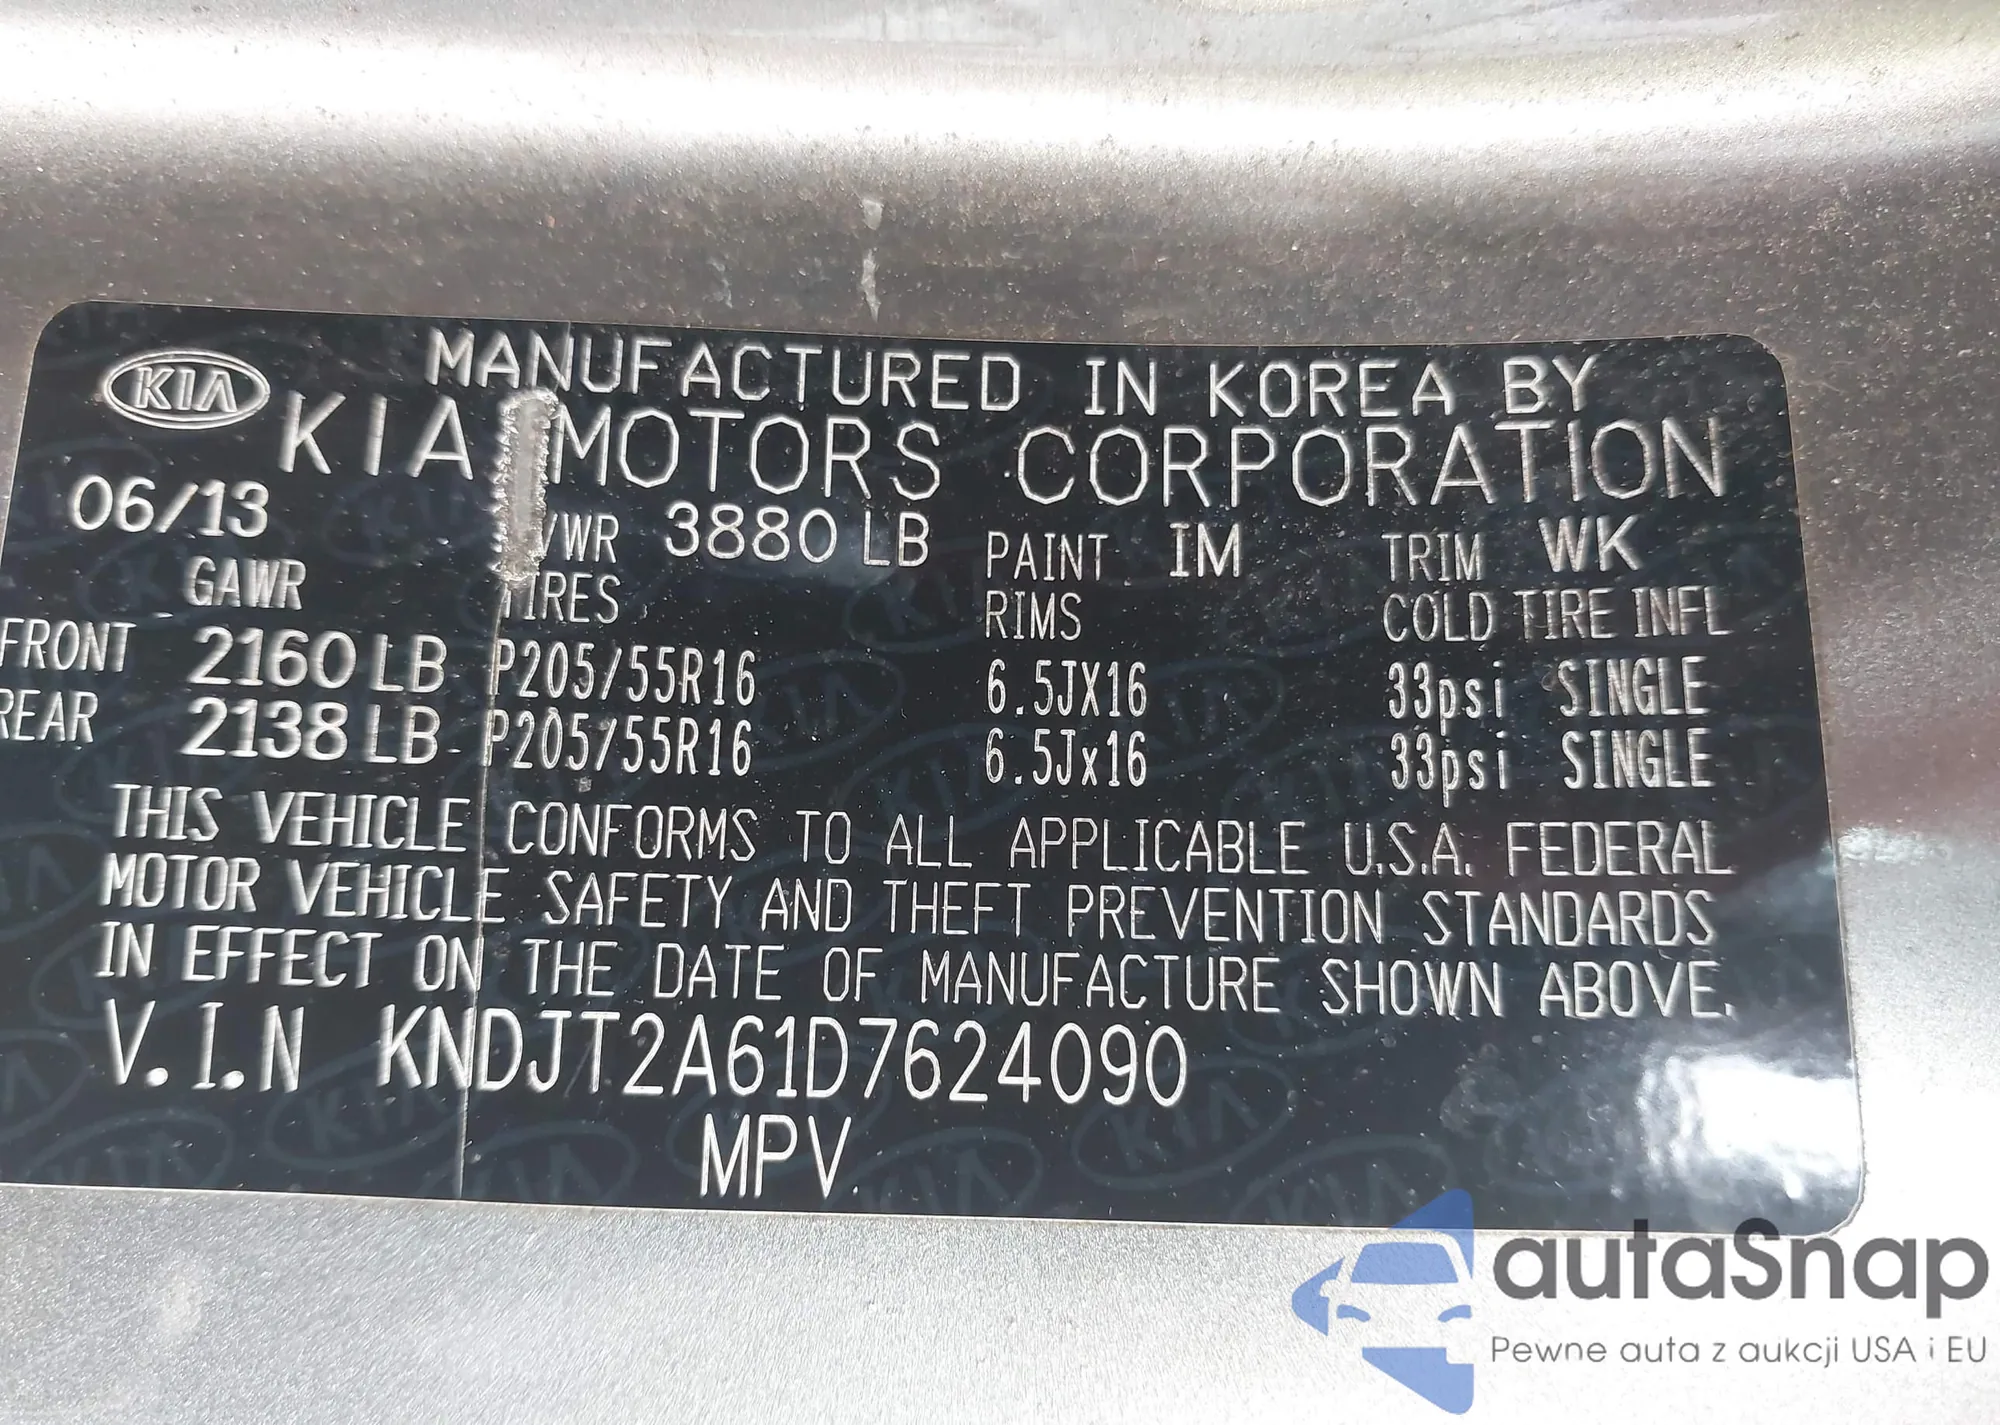 MANUFACTURED IN KOREA BY
KIA KIA MOTORS CORPORATION
06/13 /WR 3880 LB PAINT IM TRIM WK
GAWR TIRES RIMS COLD TIRE INFL
FRONT 2160 LB P205/55R16 6.5JX16 33psi SINGLE
REAR 2138 LB P205/55R16 6.5Jx16 33psi SINGLE
THIS VEHICLE CONFORMS TO ALL APPLICABLE U.S.A. FEDERAL
MOTOR VEHICLE SAFETY AND THEFT PREVENTION STANDARDS
IN EFFECT ON THE DATE OF MANUFACTURE SHOWN ABOVE.
V.I.N KNDJT2A61D7624090
MPV
autoSnap
Pewne auta z aukcji USA i EU